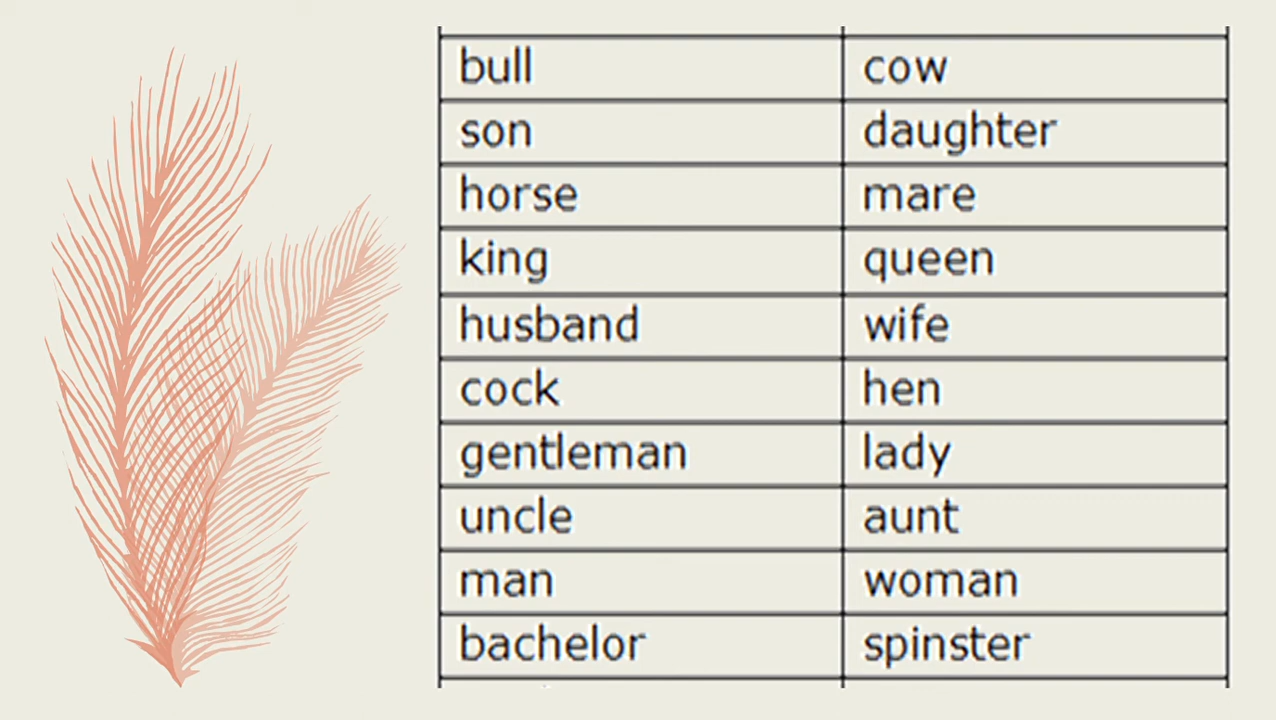 bull cow
son daughter
horse mare
king queen
husband wife
cock hen
gentleman lady
uncle aunt
man woman
bachelor spinster